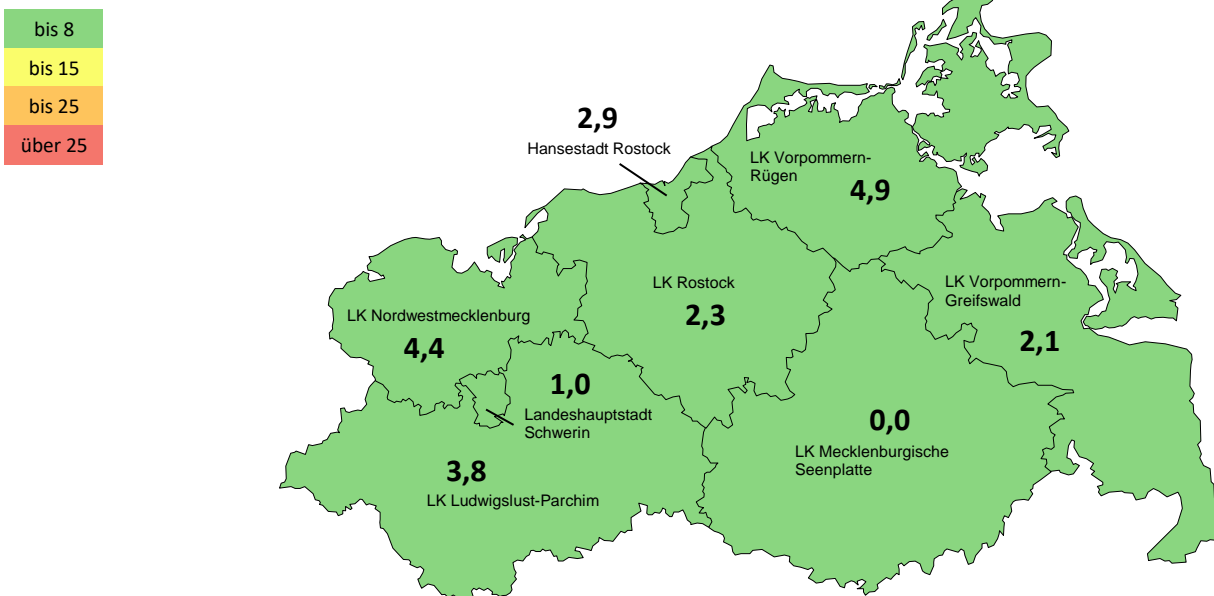 bis 8
bis 15
bis 25
über 25
2,9
Hansestadt Rostock
LK Vorpommern-
Rügen
4,9
LK Rostock
2,3
LK Vorpommern-
Greifswald
2,1
LK Nordwestmecklenburg
4,4
1,0
Landeshauptstadt
Schwerin
0,0
LK Mecklenburgische
Seenplatte
3,8
LK Ludwigslust-Parchim